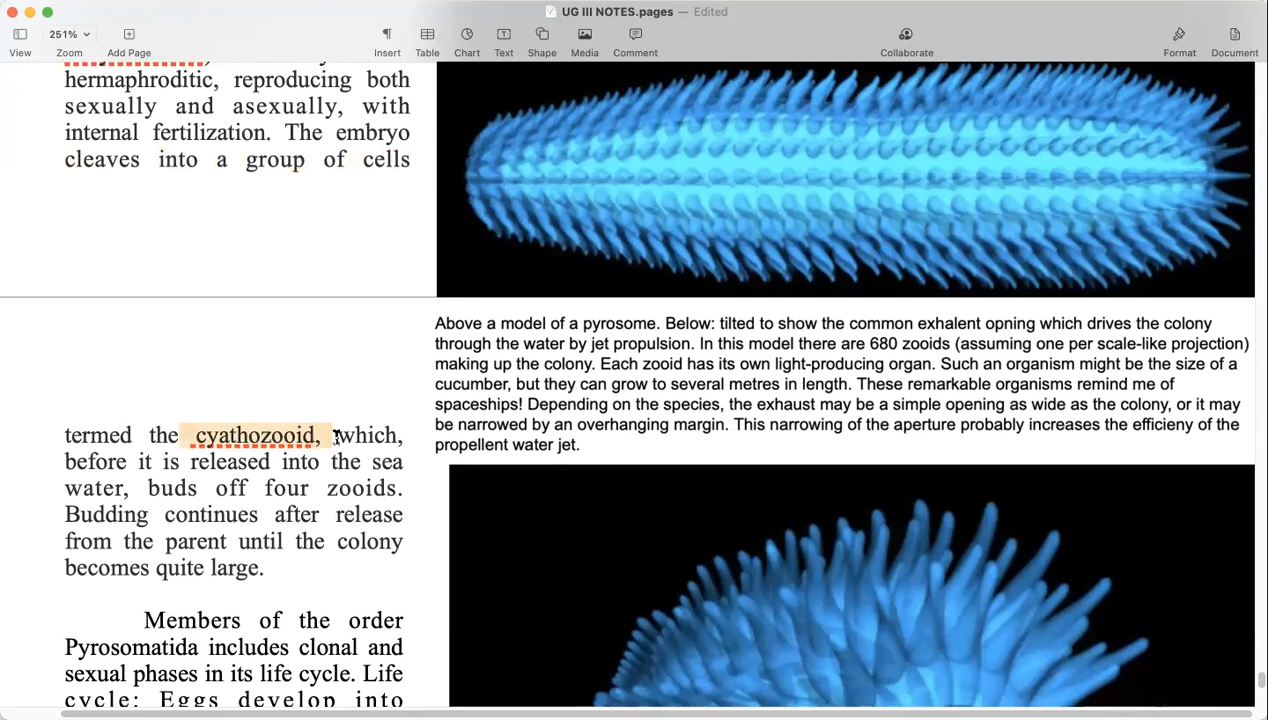 UG III NOTES.pages — Edited
251%
View
Zoom
Add Page
Insert
Table
Chart
Text
Shape
Media
Comment
Collaborate
Format
Document
hermaphroditic, reproducing both
sexually and asexually, with
internal fertilization. The embryo
cleaves into a group of cells
termed the cyathozooid, which,
before it is released into the sea
water, buds off four zooids.
Budding continues after release
from the parent until the colony
becomes quite large.
Members of the order
Pyrosomatida includes clonal and
sexual phases in its life cycle. Life
cycle: Eggs develop into
Above a model of a pyrosome. Below: tilted to show the common exhalent opning which drives the colony
through the water by jet propulsion. In this model there are 680 zooids (assuming one per scale-like projection)
making up the colony. Each zooid has its own light-producing organ. Such an organism might be the size of a
cucumber, but they can grow to several metres in length. These remarkable organisms remind me of
spaceships! Depending on the species, the exhaust may be a simple opening as wide as the colony, or it may
be narrowed by an overhanging margin. This narrowing of the aperture probably increases the efficieny of the
propellent water jet.